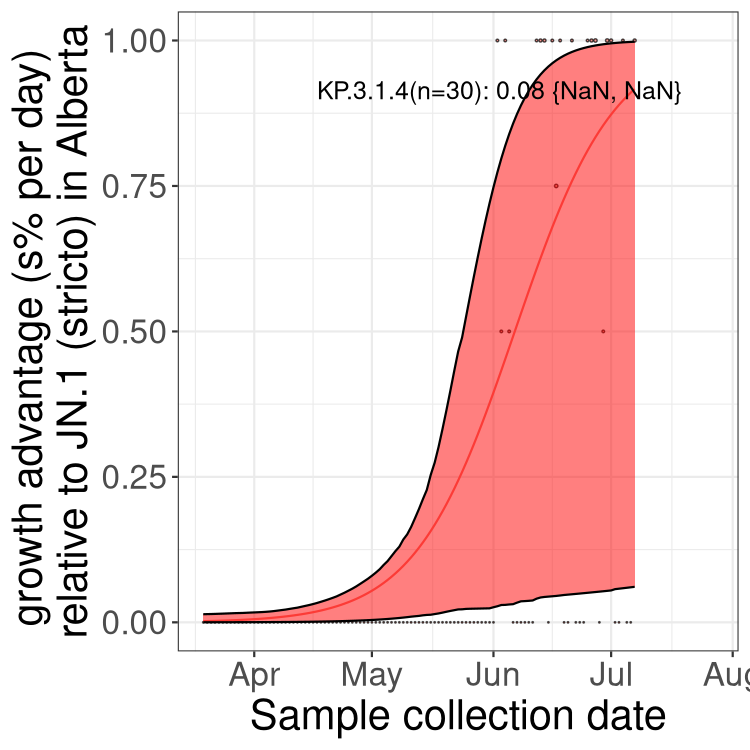 growth advantage (s% per day)
relative to JN.1 (stricto) in Alberta
1.00
0.75
0.50
0.25
0.00
KP.3.1.4(n=30): 0.08 {NaN, NaN}
Apr May Jun Jul Aug
Sample collection date